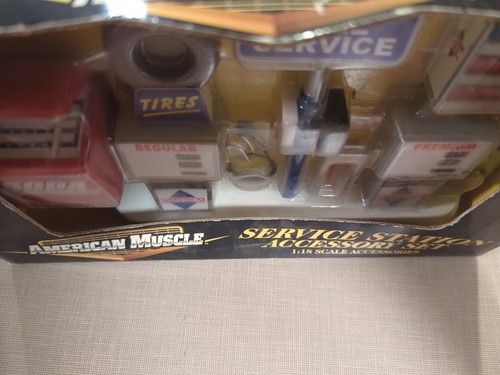 SERVICE
TIRES
REGULAR
PREMIUM
AMERICAN MUSCLE
SERVICE STATION
ACCESSORY SET
1:18 SCALE ACCESSORIES